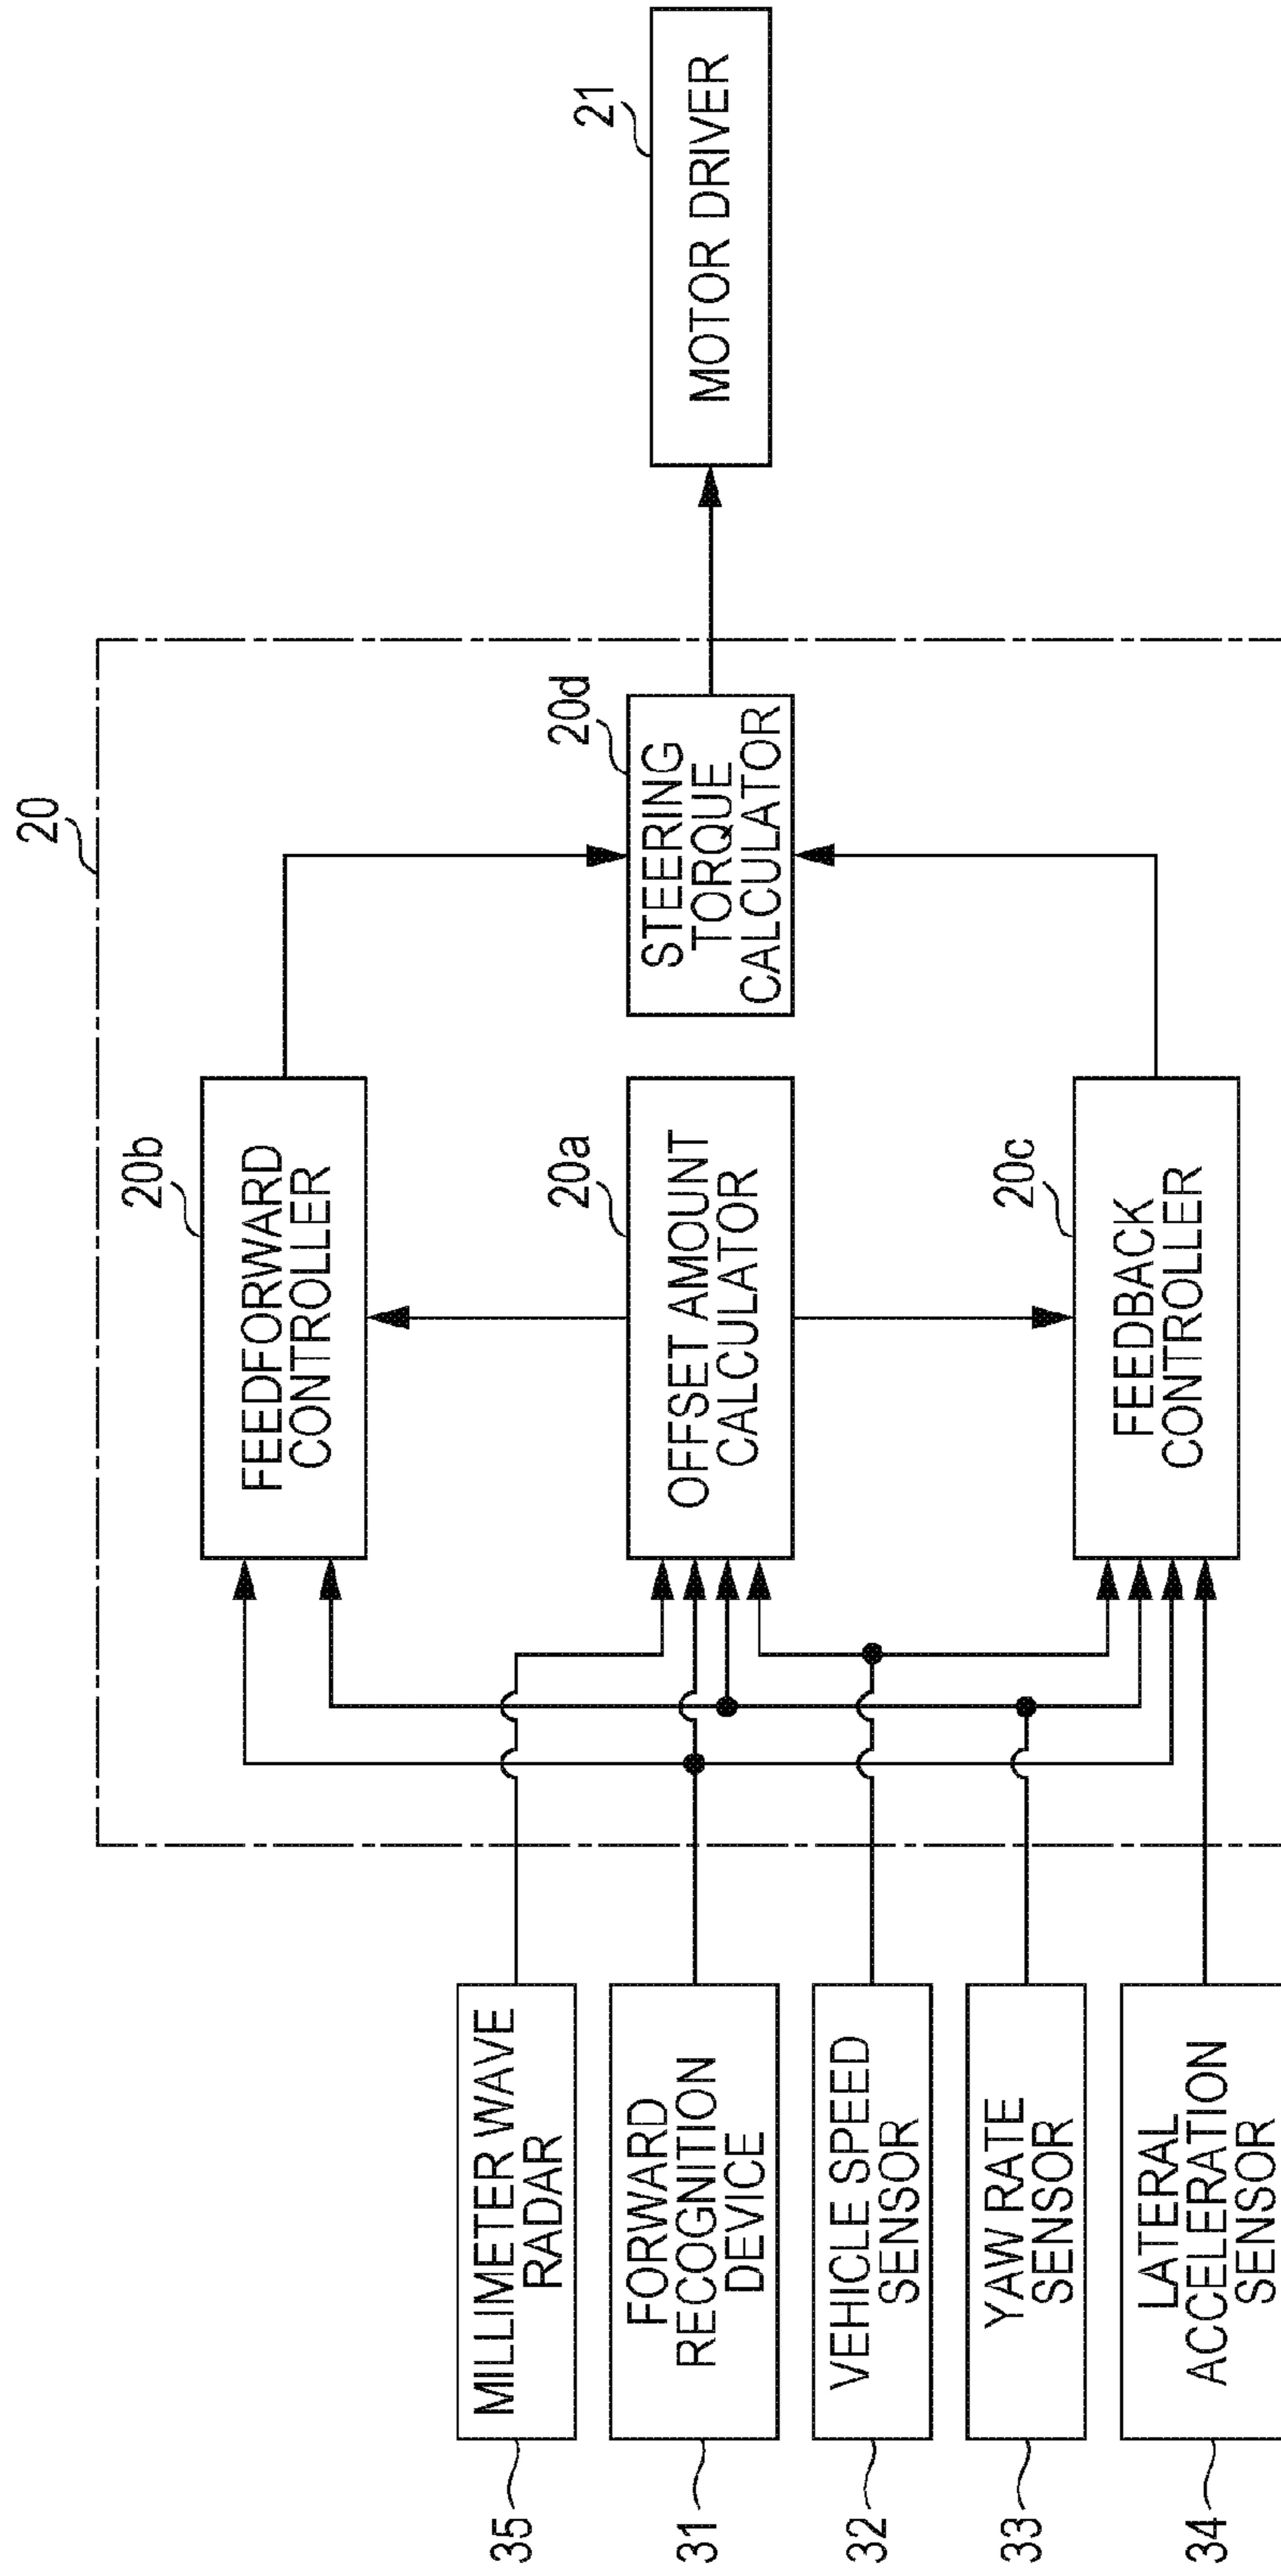 20
35
MILLIMETER WAVE
RADAR
31
FORWARD
RECOGNITION
DEVICE
32
VEHICLE SPEED
SENSOR
33
YAW RATE
SENSOR
34
LATERAL
ACCELERATION
SENSOR
20b
FEEDFORWARD
CONTROLLER
20a
OFFSET AMOUNT
CALCULATOR
20c
FEEDBACK
CONTROLLER
20d
STEERING
TORQUE
CALCULATOR
21
MOTOR DRIVER